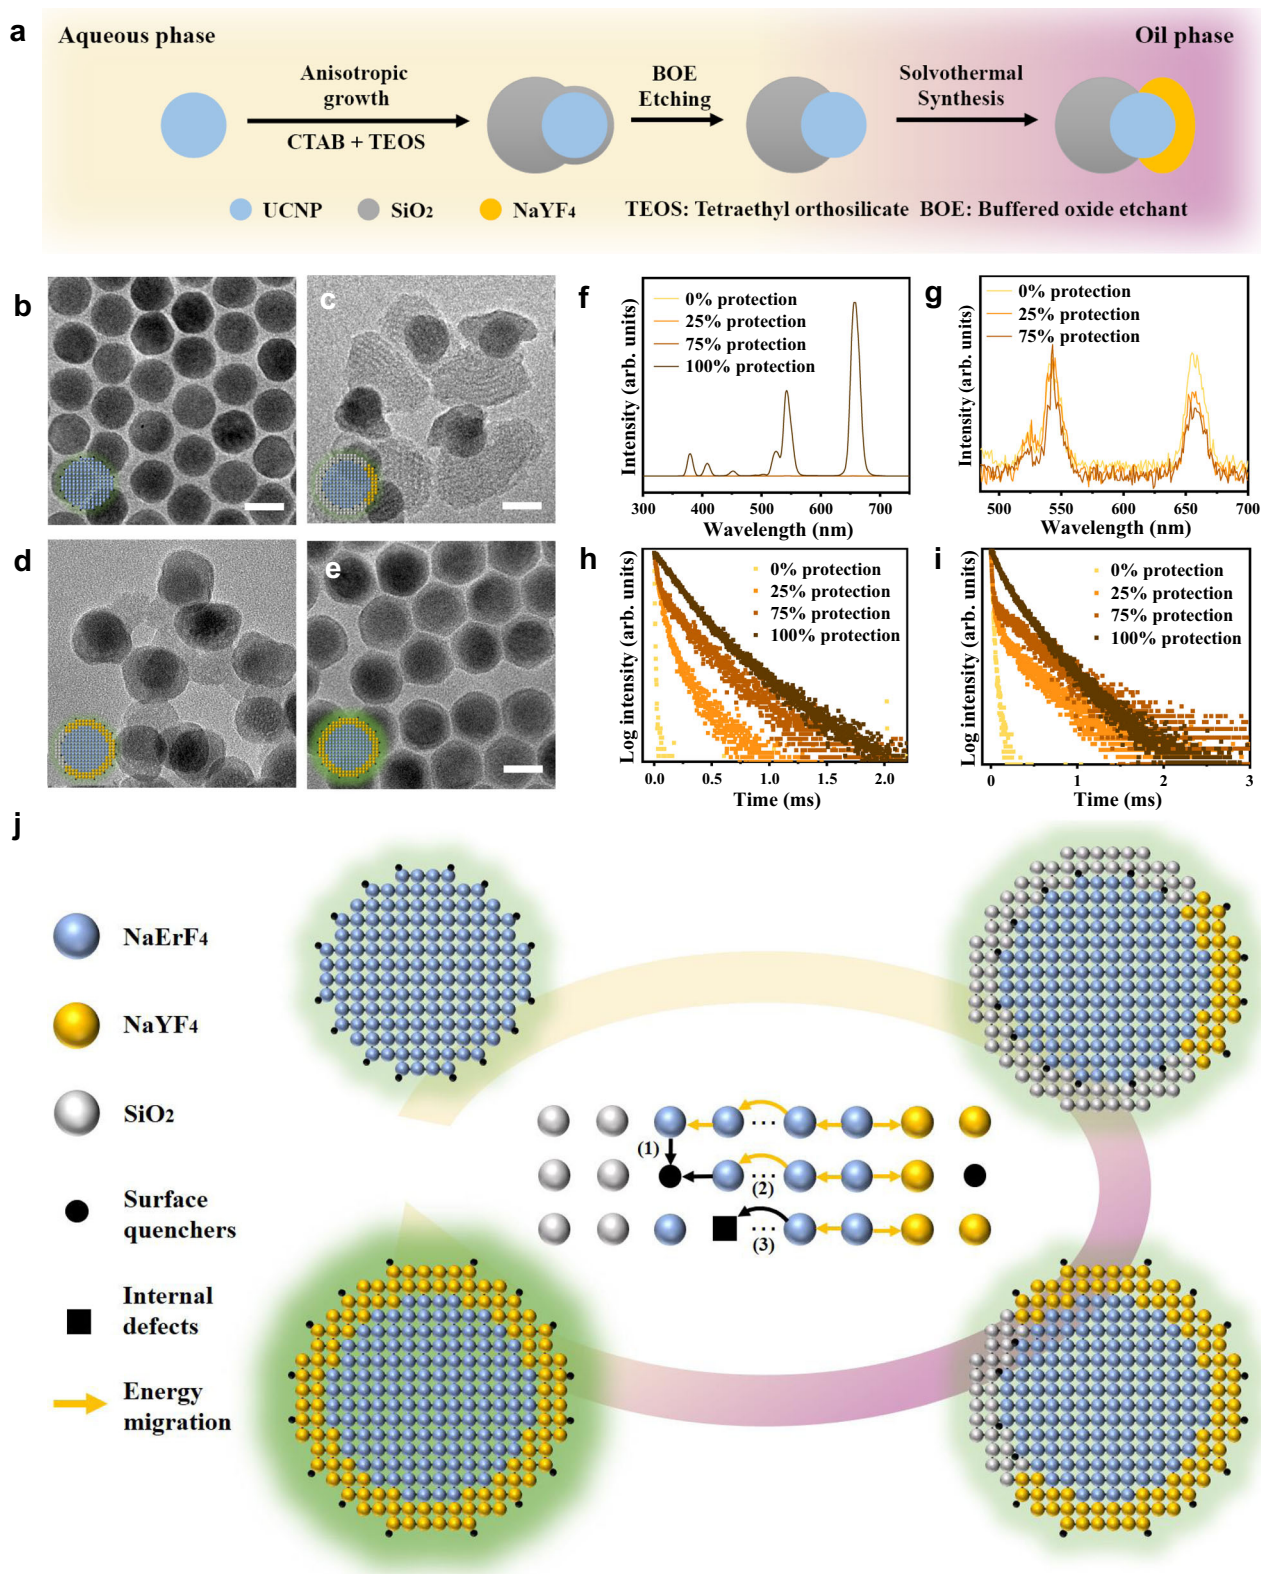 a
Aqueous phase
Oil phase
Anisotropic
growth
CTAB + TEOS
BOE
Etching
Solvothermal
Synthesis
UCNP
SiO₂
NaYF₄
TEOS: Tetraethyl orthosilicate BOE: Buffered oxide etchant
b
c
d
e
f
Intensity (arb. units)
0% protection
25% protection
75% protection
100% protection
300 400 500 600 700
Wavelength (nm)
g
Intensity (arb. units)
0% protection
25% protection
75% protection
500 550 600 650 700
Wavelength (nm)
h
Log intensity (arb. units)
0% protection
25% protection
75% protection
100% protection
0.0 0.5 1.0 1.5 2.0
Time (ms)
i
Log intensity (arb. units)
0% protection
25% protection
75% protection
100% protection
0 1 2 3
Time (ms)
j
NaErF₄
NaYF₄
SiO₂
Surface
quenchers
Internal
defects
Energy
migration
(1)
(2)
(3)